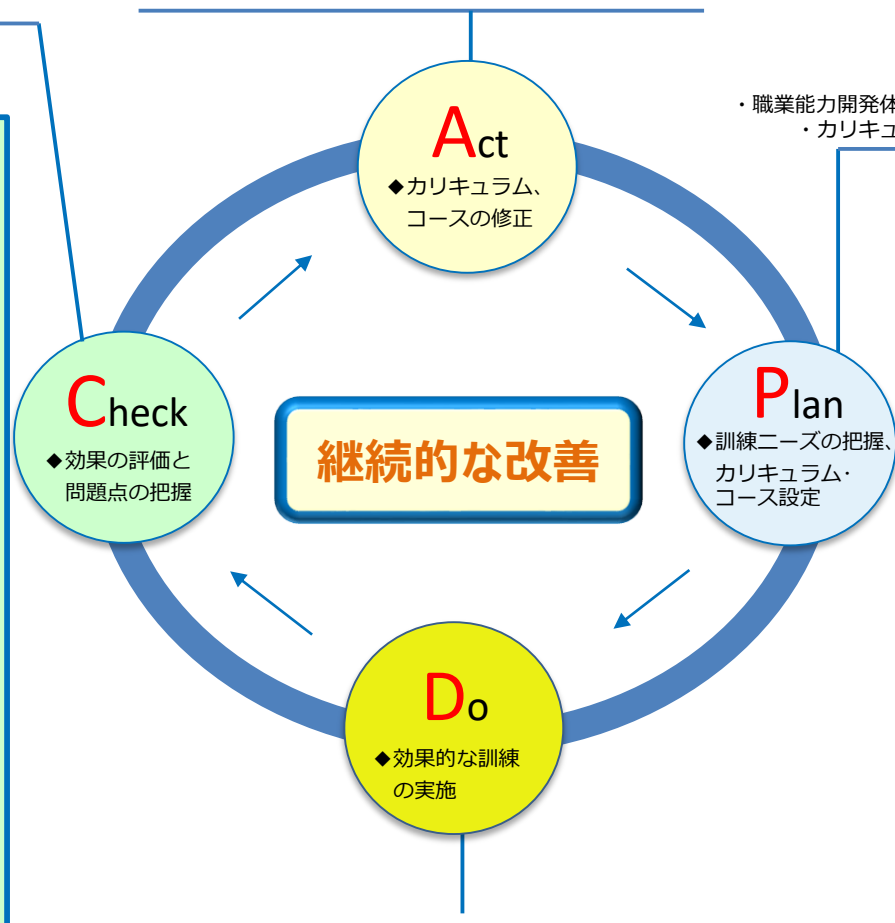 Act
◆カリキュラム、
コースの修正
・職業能力開発体
・カリキュ
Check
◆効果の評価と
問題点の把握
継続的な改善
Plan
◆訓練ニーズの把握、
カリキュラム・
コース設定
Do
◆効果的な訓練
の実施